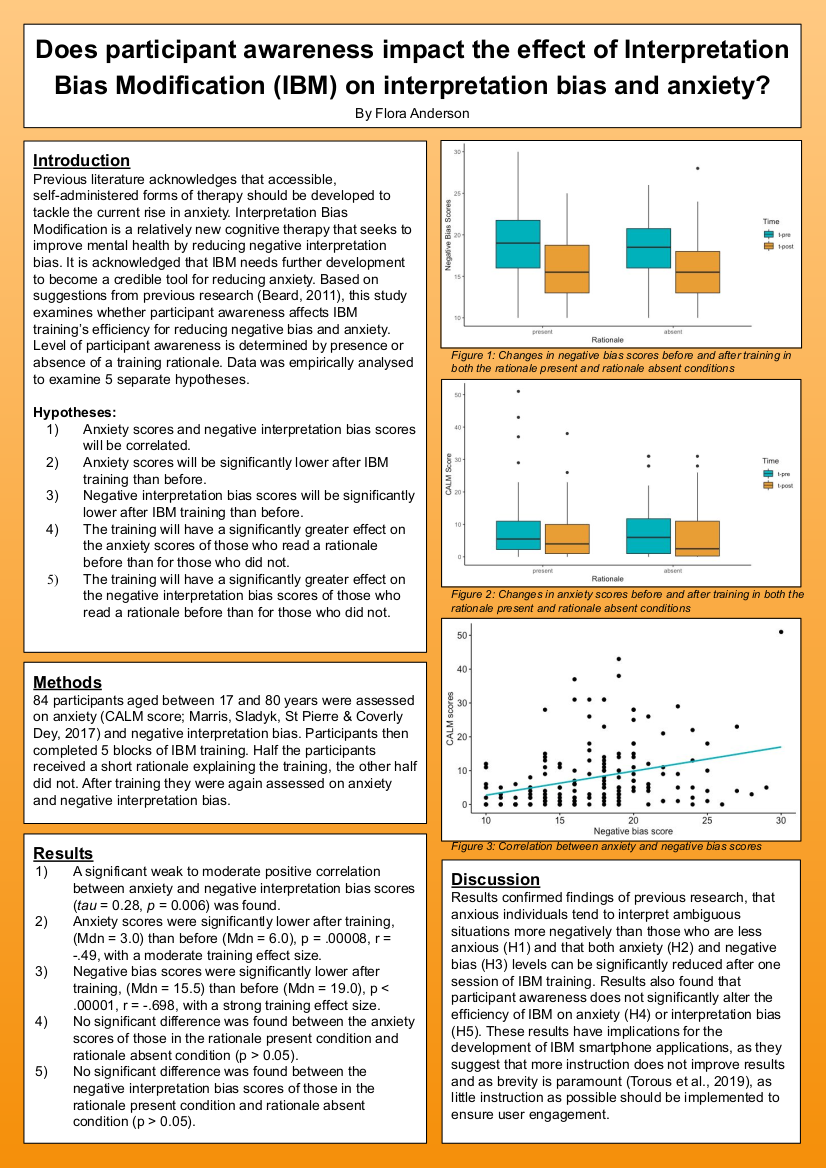 Does participant awareness impact the effect of Interpretation
Bias Modification (IBM) on interpretation bias and anxiety?
By Flora Anderson
Introduction
Previous literature acknowledges that accessible,
self-administered forms of therapy should be developed to
tackle the current rise in anxiety. Interpretation Bias
Modification is a relatively new cognitive therapy that seeks to
improve mental health by reducing negative interpretation
bias. It is acknowledged that IBM needs further development
to become a credible tool for reducing anxiety. Based on
suggestions from previous research (Beard, 2011), this study
examines whether participant awareness affects IBM
training's efficiency for reducing negative bias and anxiety.
Level of participant awareness is determined by presence or
absence of a training rationale. Data was empirically analysed
to examine 5 separate hypotheses.
Hypotheses:
1) Anxiety scores and negative interpretation bias scores
will be correlated.
2) Anxiety scores will be significantly lower after IBM
training than before.
3) Negative interpretation bias scores will be significantly
lower after IBM training than before.
4) The training will have a significantly greater effect on
the anxiety scores of those who read a rationale
before than for those who did not.
5) The training will have a significantly greater effect on
the negative interpretation bias scores of those who
read a rationale before than for those who did not.
Methods
84 participants aged between 17 and 80 years were assessed
on anxiety (CALM score; Marris, Sladyk, St Pierre & Coverly
Dey, 2017) and negative interpretation bias. Participants then
completed 5 blocks of IBM training. Half the participants
received a short rationale explaining the training, the other half
did not. After training they were again assessed on anxiety
and negative interpretation bias.
Results
1) A significant weak to moderate positive correlation
between anxiety and negative interpretation bias scores
(tau = 0.28, p = 0.006) was found.
2) Anxiety scores were significantly lower after training,
(Mdn = 3.0) than before (Mdn = 6.0), p = .00008, r =
-.49, with a moderate training effect size.
3) Negative bias scores were significantly lower after
training, (Mdn = 15.5) than before (Mdn = 19.0), p <
.00001, r = -.698, with a strong training effect size.
4) No significant difference was found between the anxiety
scores of those in the rationale present condition and
rationale absent condition (p > 0.05).
5) No significant difference was found between the
negative interpretation bias scores of those in the
rationale present condition and rationale absent
condition (p > 0.05).
30
25
20
15
10
Negative Bias Scores
present
absent
Rationale
Time
t-pre
t-post
Figure 1: Changes in negative bias scores before and after training in
both the rationale present and rationale absent conditions
50
40
30
20
10
0
CALM Score
present
absent
Rationale
Time
t-pre
t-post
Figure 2: Changes in anxiety scores before and after training in both the
rationale present and rationale absent conditions
50
40
30
20
10
0
CALM scores
10
15
20
25
30
Negative bias score
Figure 3: Correlation between anxiety and negative bias scores
Discussion
Results confirmed findings of previous research, that
anxious individuals tend to interpret ambiguous
situations more negatively than those who are less
anxious (H1) and that both anxiety (H2) and negative
bias (H3) levels can be significantly reduced after one
session of IBM training. Results also found that
participant awareness does not significantly alter the
efficiency of IBM on anxiety (H4) or interpretation bias
(H5). These results have implications for the
development of IBM smartphone applications, as they
suggest that more instruction does not improve results
and as brevity is paramount (Torous et al., 2019), as
little instruction as possible should be implemented to
ensure user engagement.